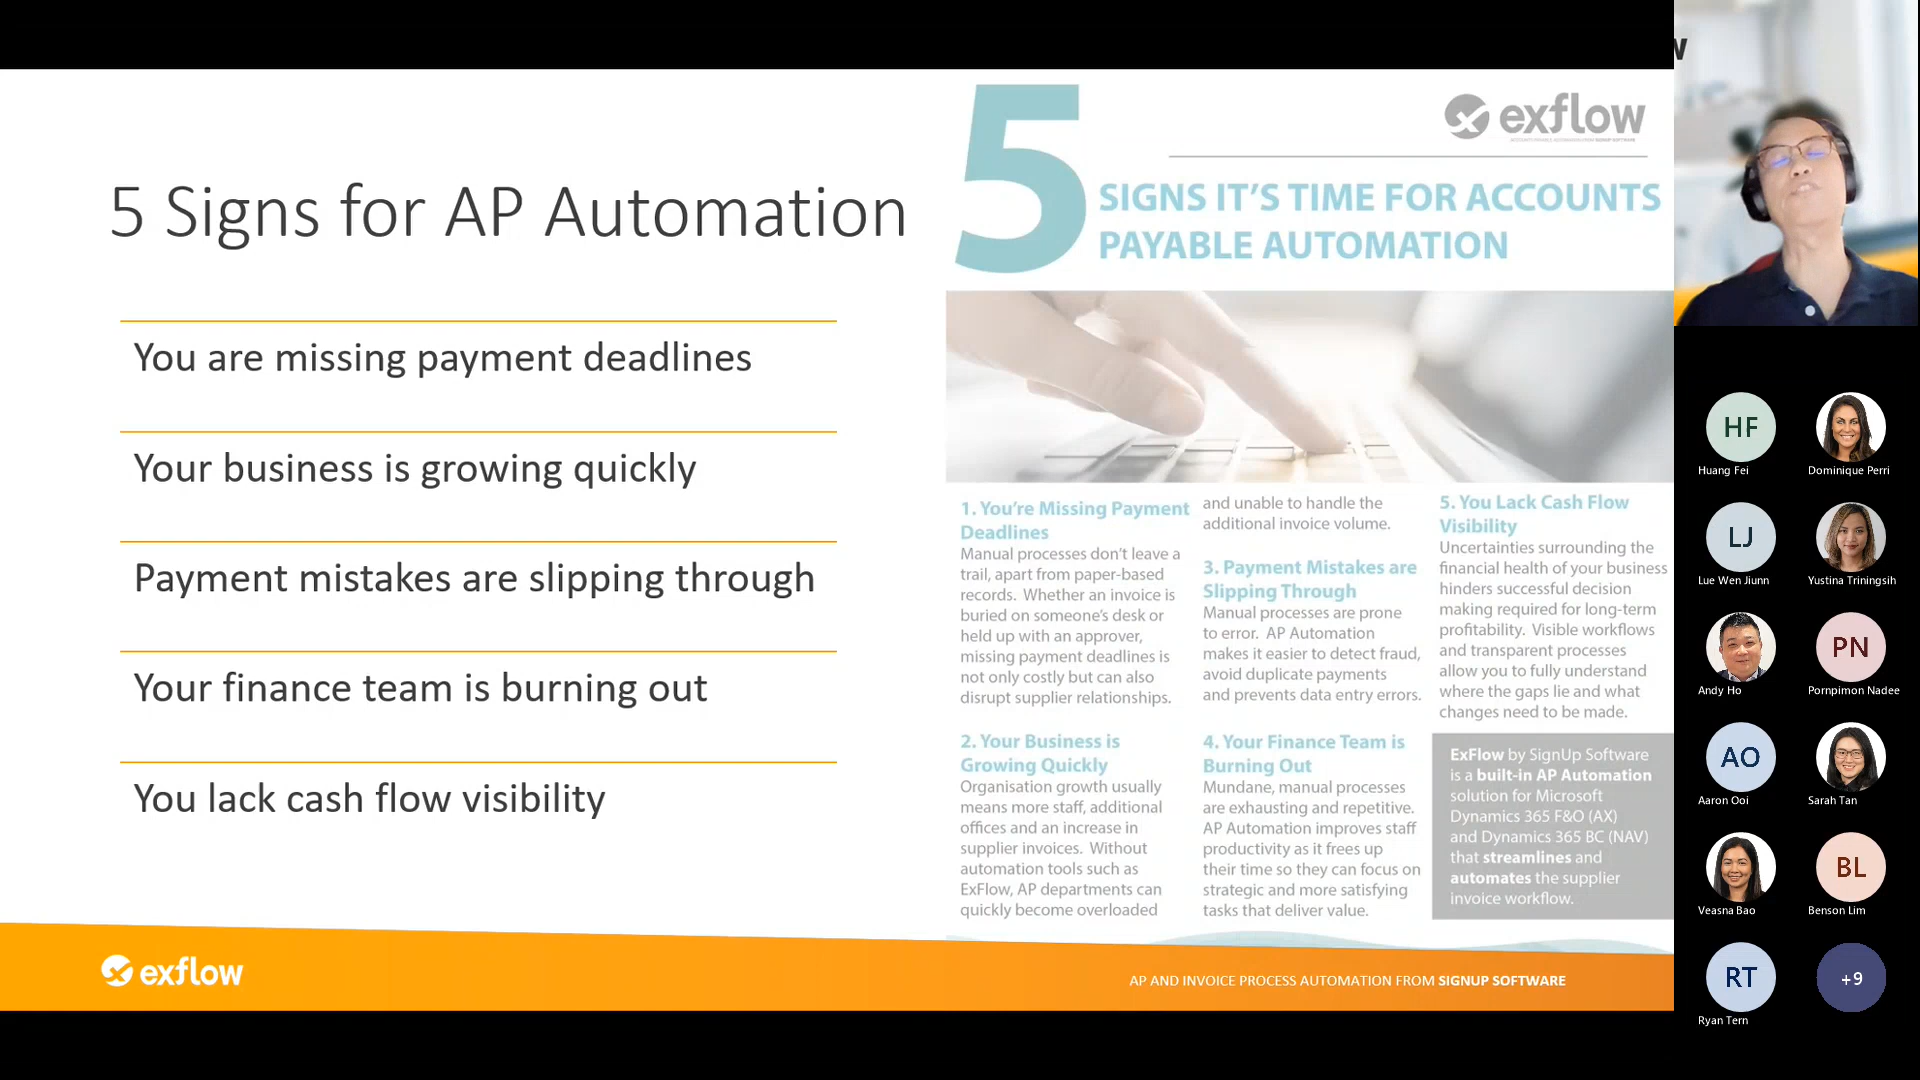 5 Signs for AP Automation
You are missing payment deadlines
Your business is growing quickly
Payment mistakes are slipping through
Your finance team is burning out
You lack cash flow visibility
5
exflow
SIGNS IT'S TIME FOR ACCOUNTS
PAYABLE AUTOMATION
1. You're Missing Payment
Deadlines
Manual processes don't leave a
trail, apart from paper-based
records. Whether an invoice is
buried on someone's desk or
held up with an approver,
missing payment deadlines is
not only costly but can also
disrupt supplier relationships.
2. Your Business is
Growing Quickly
Organisation growth usually
means more staff, additional
offices and an increase in
supplier invoices. Without
automation tools such as
ExFlow, AP departments can
quickly become overloaded
and unable to handle the
additional invoice volume.
3. Payment Mistakes are
Slipping Through
Manual processes are prone
to error. AP Automation
makes it easier to detect fraud,
avoid duplicate payments
and prevents data entry errors.
4. Your Finance Team is
Burning Out
Mundane, manual processes
are exhausting and repetitive.
AP Automation improves staff
productivity as it frees up
their time so they can focus on
strategic and more satisfying
tasks that deliver value.
5. You Lack Cash Flow
Visibility
Uncertainties surrounding the
financial health of your business
hinders successful decision
making required for long-term
profitability. Visible workflows
and transparent processes
allow you to fully understand
where the gaps lie and what
changes need to be made.
ExFlow by SignUp Software
is a built-in AP Automation
solution for Microsoft
Dynamics 365 F&O (AX)
and Dynamics 365 BC (NAV)
that streamlines and
automates the supplier
invoice workflow.
exflow
AP AND INVOICE PROCESS AUTOMATION FROM SIGNUP SOFTWARE
HF
Huang Fei
Dominique Perri
LJ
Lue Wen Jiunn
Yustina Triningsih
Andy Ho
PN
Pornpimon Nadee
AO
Aaron Ooi
Sarah Tan
Veasna Bao
BL
Benson Lim
RT
Ryan Tern
+9